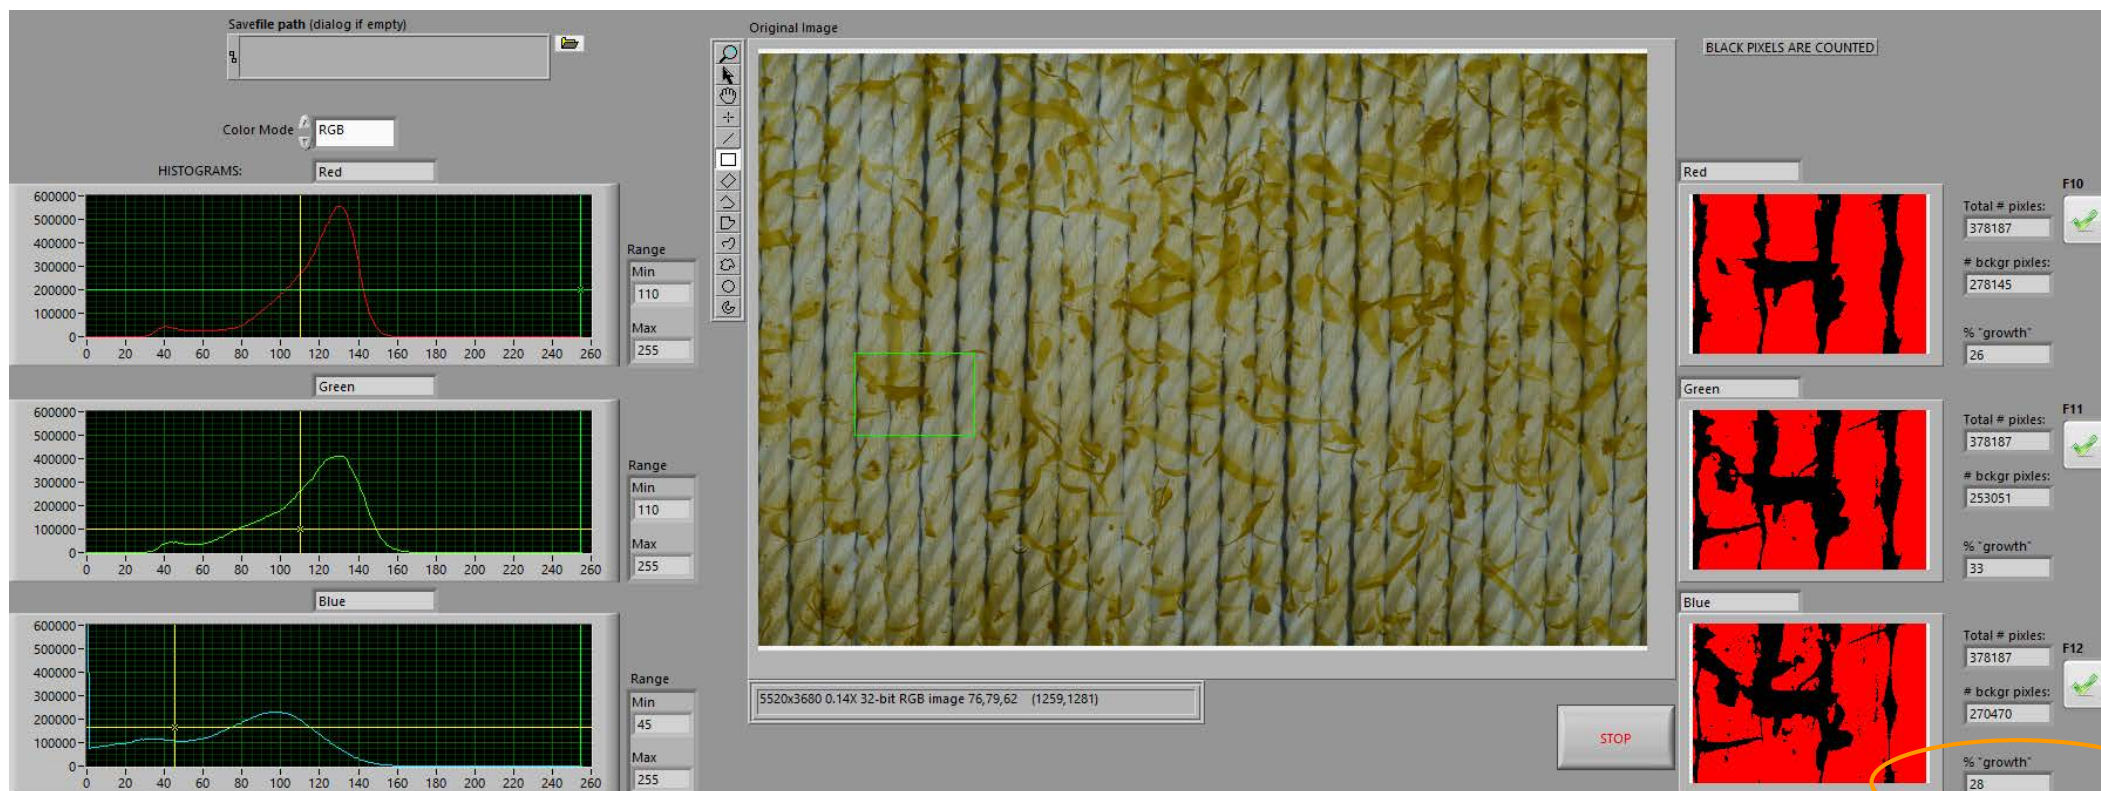 Savefile path (dialog if empty)
Color Mode
RGB
HISTOGRAMS:
Red
600000
500000
400000
300000
200000
100000
0
0 20 40 60 80 100 120 140 160 180 200 220 240 260
Range
Min
110
Max
255
Green
600000
500000
400000
300000
200000
100000
0
0 20 40 60 80 100 120 140 160 180 200 220 240 260
Range
Min
110
Max
255
Blue
600000
500000
400000
300000
200000
100000
0
0 20 40 60 80 100 120 140 160 180 200 220 240 260
Range
Min
45
Max
255
Original Image
5520x3680 0.14X 32-bit RGB image 76,79,62 (1259,1281)
STOP
BLACK PIXELS ARE COUNTED
Red
F10
Total # pixles:
378187
# bckgr pixles:
278145
% "growth"
26
Green
F11
Total # pixles:
378187
# bckgr pixles:
253051
% "growth"
33
Blue
F12
Total # pixles:
378187
# bckgr pixles:
270470
% "growth"
28